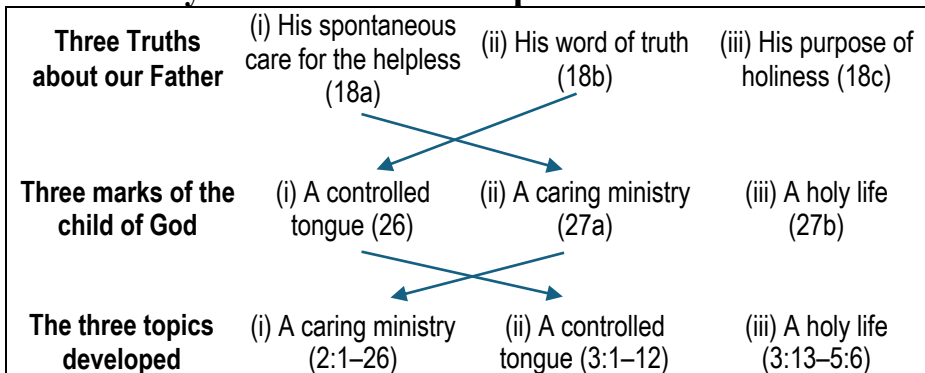 Three Truths
about our Father
(i) His spontaneous
care for the helpless
(18a)
(ii) His word of truth
(18b)
(iii) His purpose of
holiness (18c)
Three marks of the
child of God
(i) A controlled
tongue (26)
(ii) A caring ministry
(27a)
(iii) A holy life
(27b)
The three topics
developed
(i) A caring ministry
(2:1–26)
(ii) A controlled
tongue (3:1–12)
(iii) A holy life
(3:13–5:6)